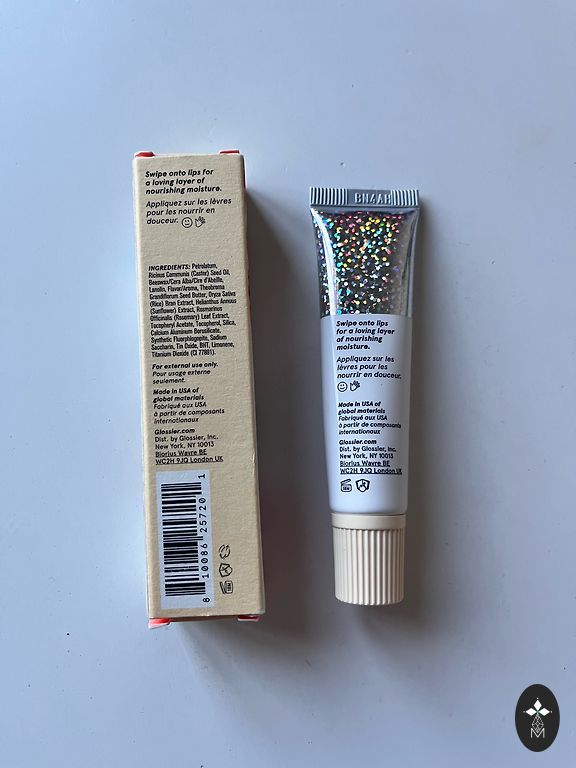 Swipe onto lips for
a loving layer of
nourishing moisture.
Appliquez sur les lèvres
pour les nourrir en
douceur.
INGREDIENTS: Petrolatum,
Ricinus Communis (Castor) Seed Oil,
Beeswax/Cera Alba/Cire d'Abeille,
Lanolin, Flavor/Aroma, Theobroma
Grandiflorum Seed Butter, Oryza Sativa
(Rice) Bran Extract, Helianthus Annuus
(Sunflower) Extract, Rosmarinus
Officinalis (Rosemary) Leaf Extract,
Tocopheryl Acetate, Tocopherol, Silica,
Calcium Aluminum Borosilicate,
Synthetic Fluorphlogopite, Sodium
Saccharin, Tin Oxide, BHT, Limonene,
Titanium Dioxide (CI 77891).
For external use only.
Pour usage externe
seulement.
Made in USA of
global materials
Fabriqué aux USA
à partir de composants
internationaux
Glossier.com
Dist. by Glossier, Inc.
New York, NY 10013
Biorius Wavre BE
WC2H 9JQ London UK
8 10086 25720 1
BN4AB
Swipe onto lips
for a loving layer
of nourishing
moisture.
Appliquez sur les
lèvres pour les
nourrir en douceur.
Made in USA of
global materials
Fabriqué aux USA
à partir de composants
internationaux
Glossier.com
Dist. by Glossier, Inc.
New York, NY 10013
Biorius Wavre BE
WC2H 9JQ London UK
M